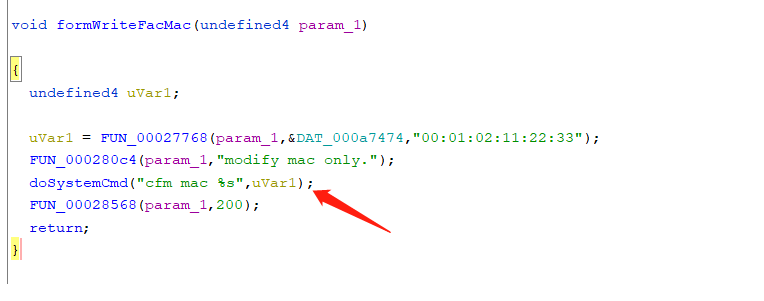 void formWriteFacMac(undefined4 param_1)
{
undefined4 uVar1;
uVar1 = FUN_00027768(param_1,&DAT_000a7474,"00:01:02:11:22:33");
FUN_000280c4(param_1,"modify mac only.");
doSystemCmd("cfm mac %s",uVar1);
FUN_00028568(param_1,200);
return;
}